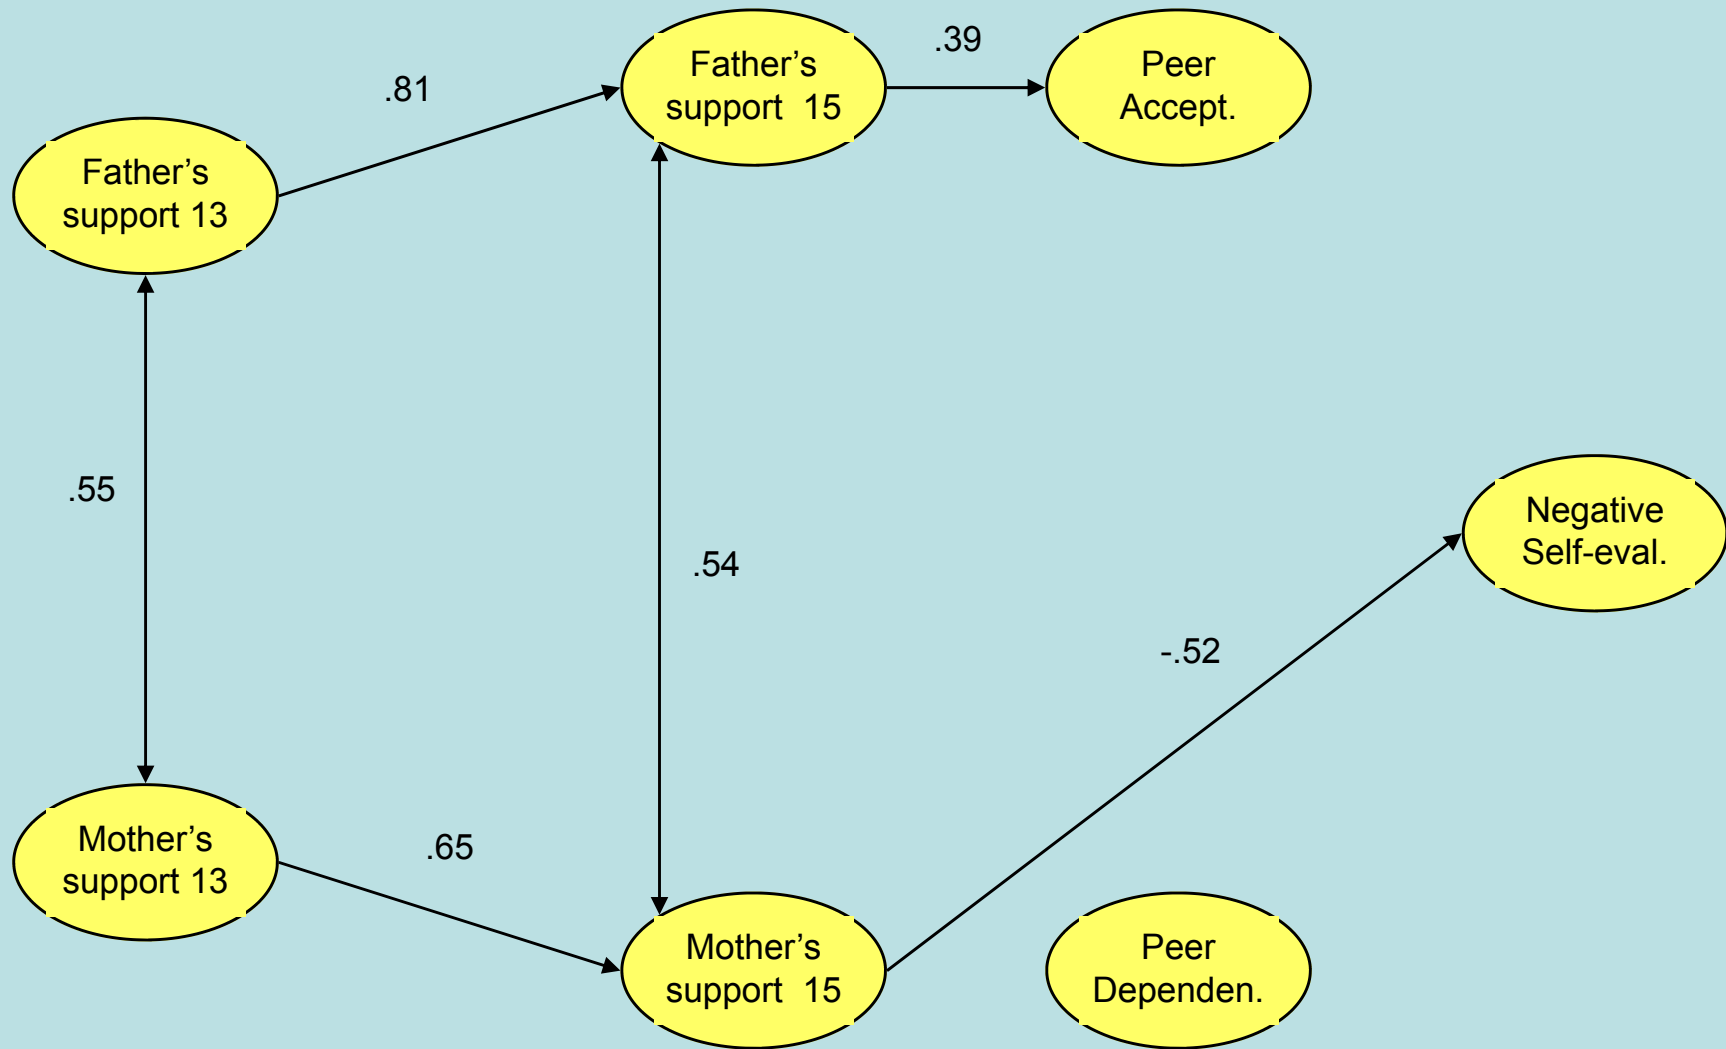 .39
Father's
support 15
Peer
Accept.
.81
Father's
support 13
.55
.54
Negative
Self-eval.
-.52
.65
Mother's
support 13
Mother's
support 15
Peer
Dependen.